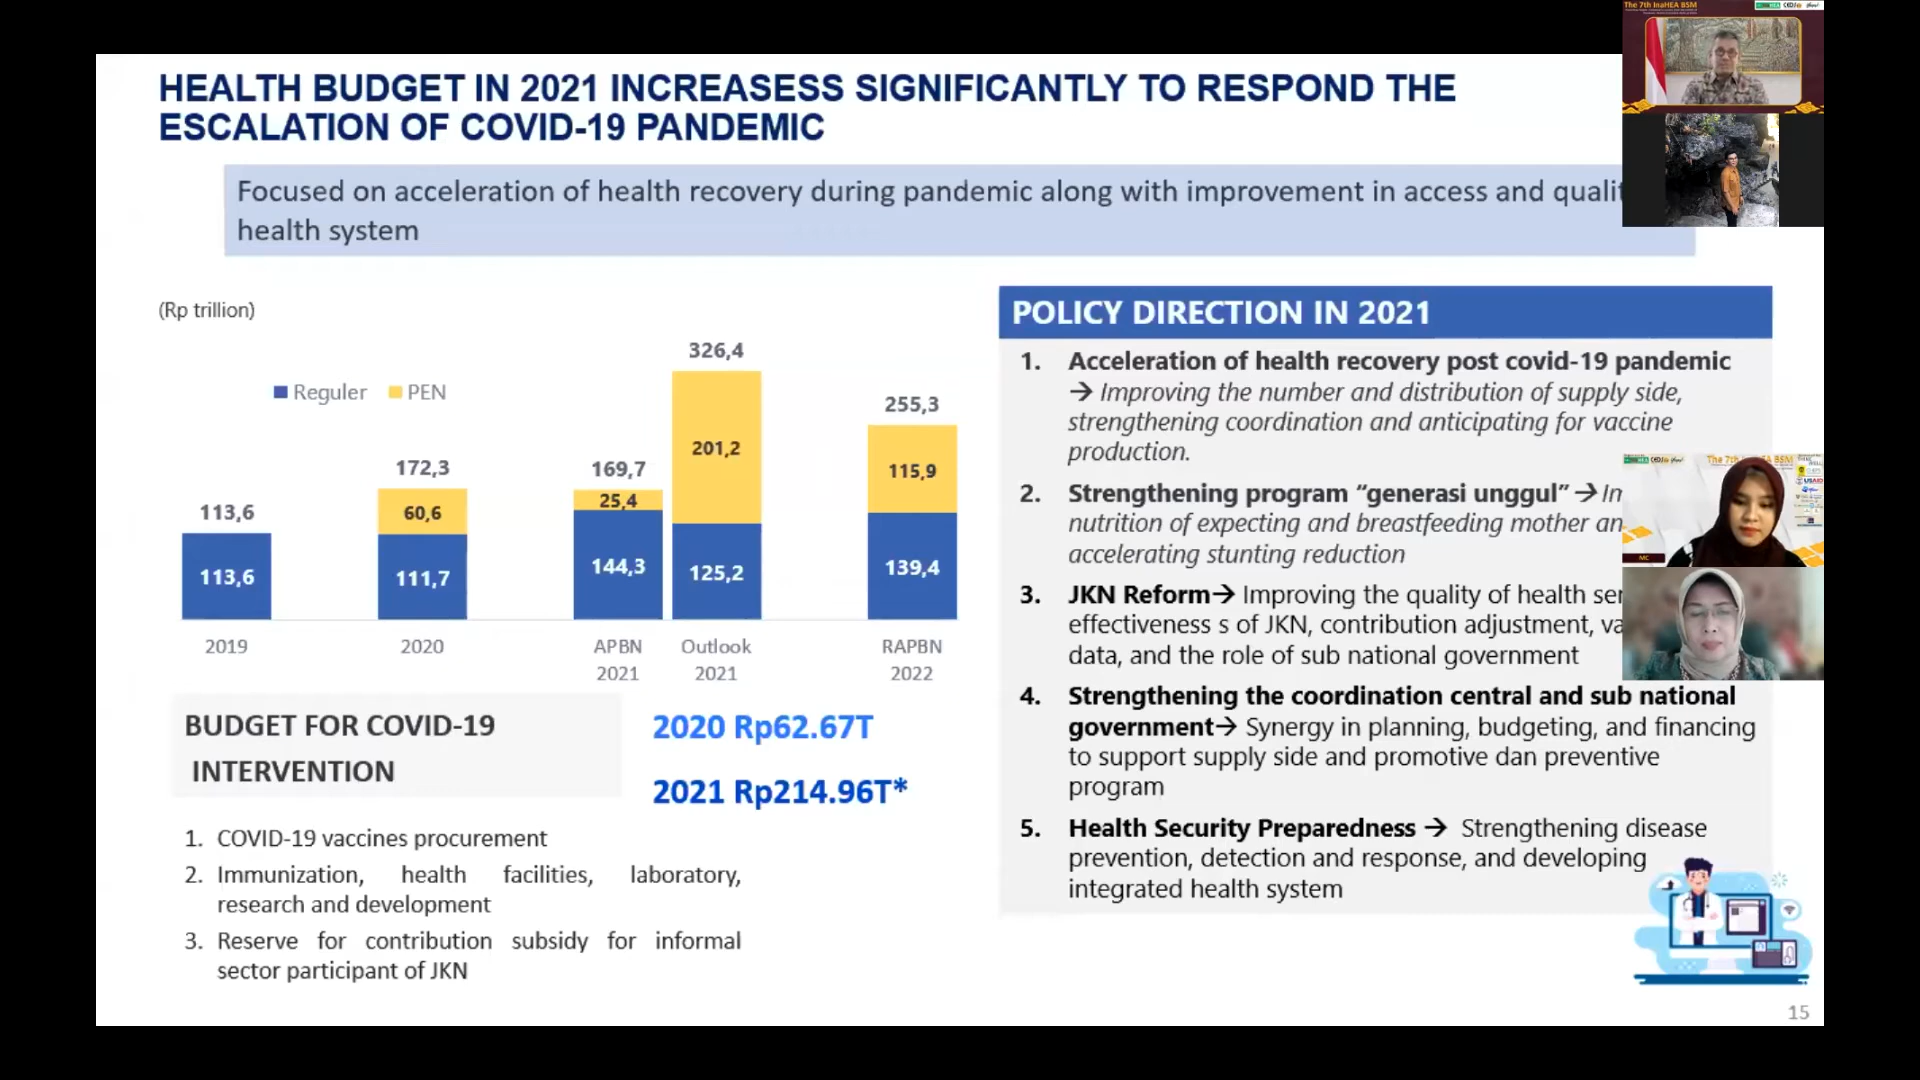 The 7th InaHEA BSM
HEALTH BUDGET IN 2021 INCREASESS SIGNIFICANTLY TO RESPOND THE
ESCALATION OF COVID-19 PANDEMIC
Focused on acceleration of health recovery during pandemic along with improvement in access and qualit
health system
(Rp trillion)
Reguler PEN
326,4
255,3
201,2
172,3
169,7
115,9
113,6
60,6
25,4
113,6
111,7
144,3
125,2
139,4
2019
2020
APBN
2021
Outlook
2021
RAPBN
2022
BUDGET FOR COVID-19
INTERVENTION
2020 Rp62.67T
2021 Rp214.96T*
1. COVID-19 vaccines procurement
2. Immunization, health facilities, laboratory,
research and development
3. Reserve for contribution subsidy for informal
sector participant of JKN
POLICY DIRECTION IN 2021
1. Acceleration of health recovery post covid-19 pandemic
→ Improving the number and distribution of supply side,
strengthening coordination and anticipating for vaccine
production.
2. Strengthening program “generasi unggul” → Im
nutrition of expecting and breastfeeding mother an
accelerating stunting reduction
3. JKN Reform→ Improving the quality of health ser
effectiveness s of JKN, contribution adjustment, va
data, and the role of sub national government
4. Strengthening the coordination central and sub national
government→ Synergy in planning, budgeting, and financing
to support supply side and promotive dan preventive
program
5. Health Security Preparedness → Strengthening disease
prevention, detection and response, and developing
integrated health system
MC
USAID
15